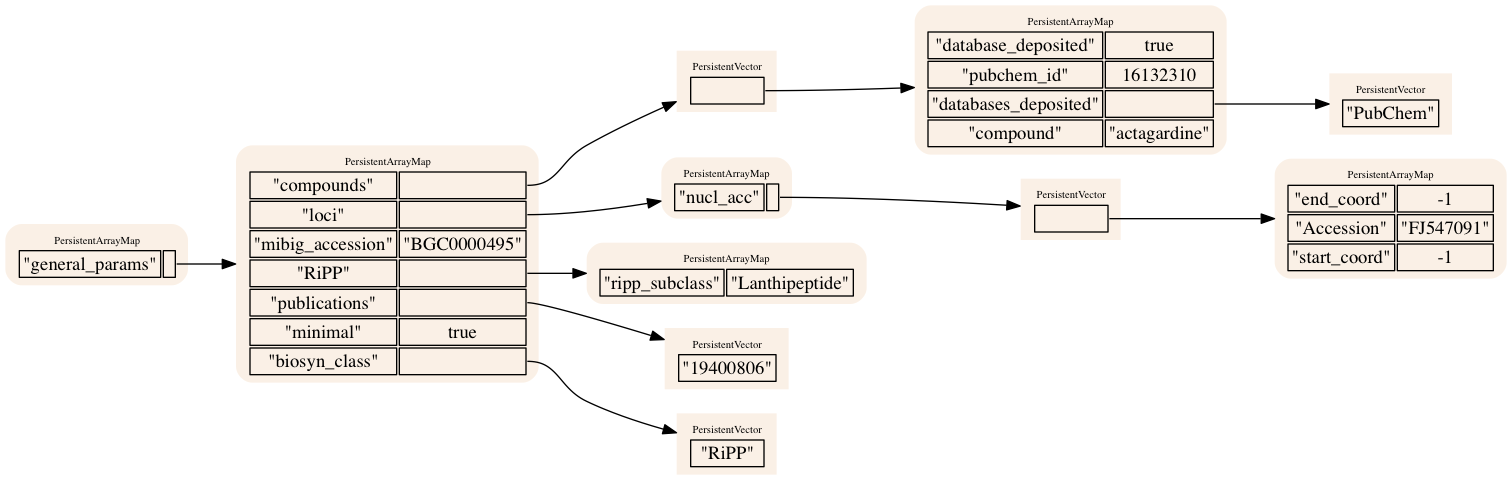 PersistentArrayMap
"general_params"
PersistentArrayMap
"compounds"
"loci"
"mibig_accession" "BGC0000495"
"RiPP"
"publications"
"minimal" true
"biosyn_class"
PersistentVector
PersistentArrayMap
"database_deposited" true
"pubchem_id" 16132310
"databases_deposited"
"compound" "actagardine"
PersistentVector
"PubChem"
PersistentArrayMap
"nucl_acc"
PersistentVector
PersistentArrayMap
"end_coord" -1
"Accession" "FJ547091"
"start_coord" -1
PersistentArrayMap
"ripp_subclass" "Lanthipeptide"
PersistentVector
"19400806"
PersistentVector
"RiPP"